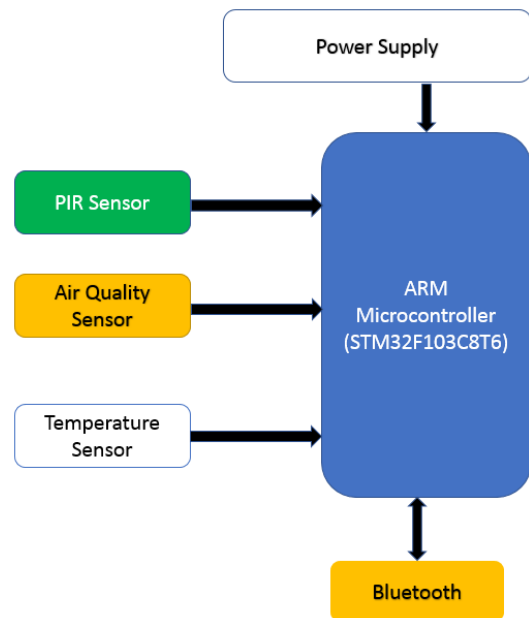 Power Supply
PIR Sensor
Air Quality
Sensor
ARM
Microcontroller
(STM32F103C8T6)
Temperature
Sensor
Bluetooth